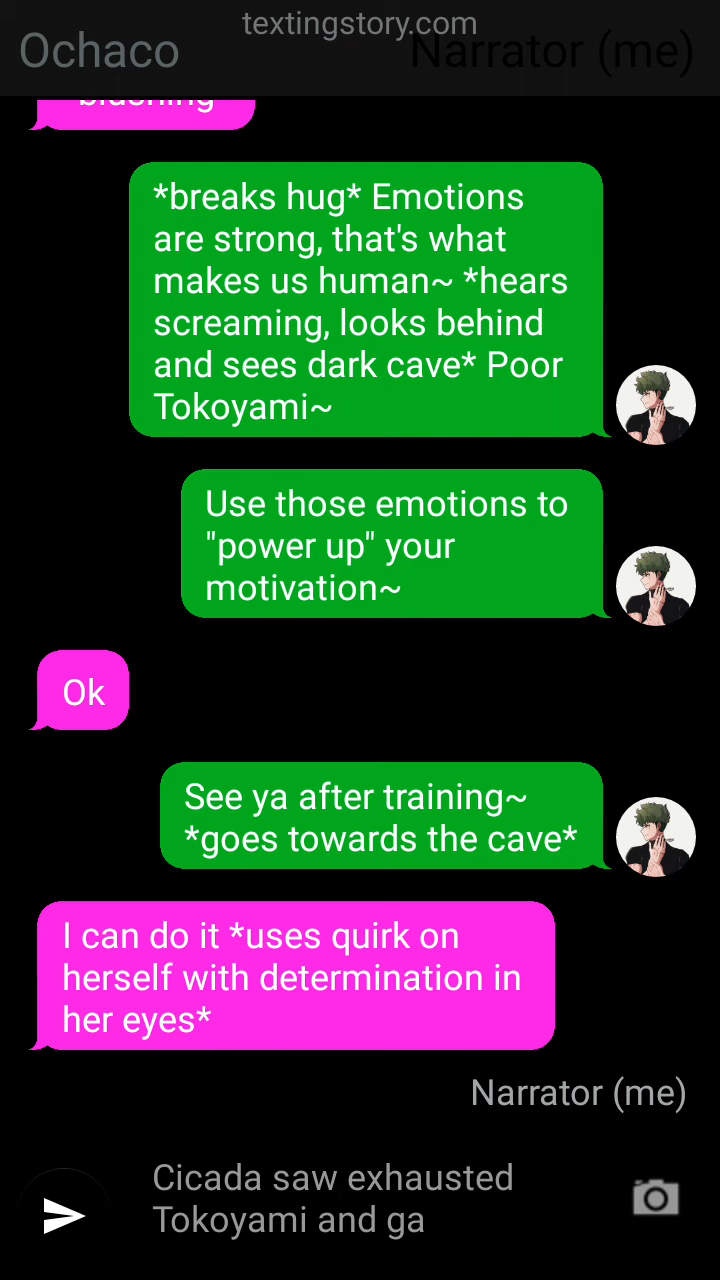 textingstory.com
Ochaco
Narrator (me)
blushing
*breaks hug* Emotions
are strong, that's what
makes us human~ *hears
screaming, looks behind
and sees dark cave* Poor
Tokoyami~
Use those emotions to
"power up" your
motivation~
Ok
See ya after training~
*goes towards the cave*
I can do it *uses quirk on
herself with determination in
her eyes*
Narrator (me)
Cicada saw exhausted
Tokoyami and ga